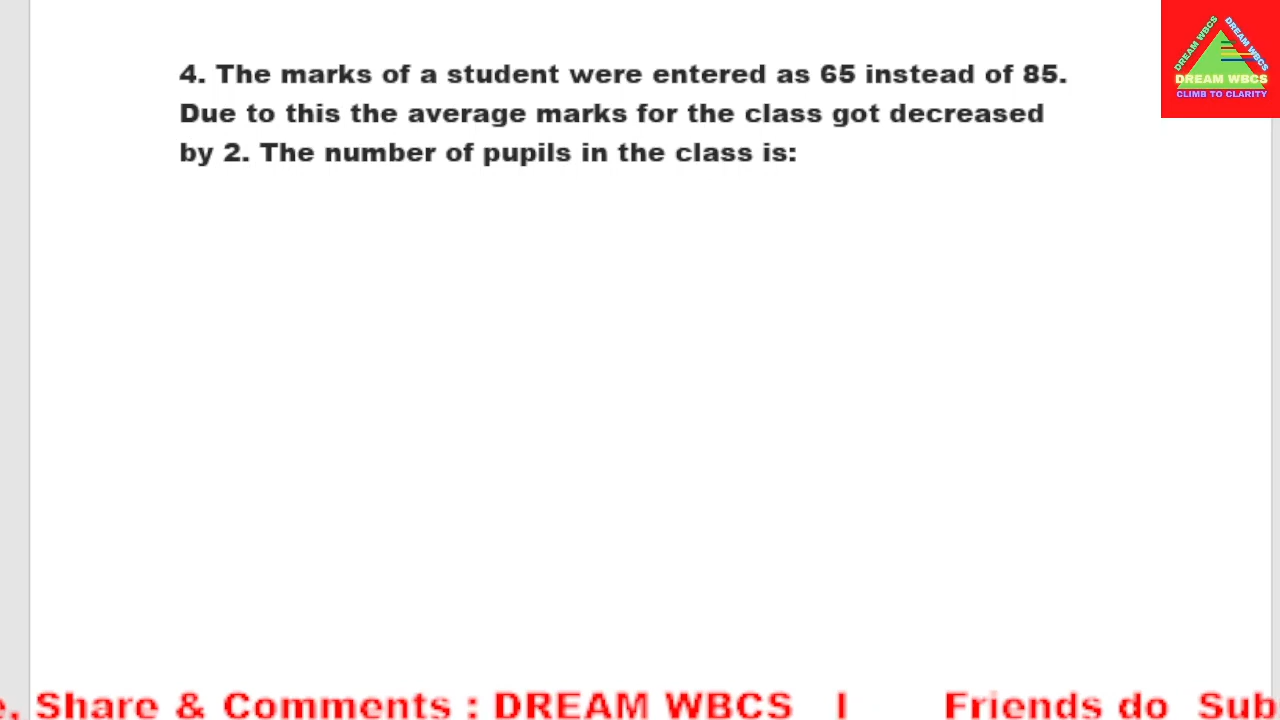 4. The marks of a student were entered as 65 instead of 85.
Due to this the average marks for the class got decreased
by 2. The number of pupils in the class is:
DREAM WBCS
DREAM WBCS
DREAM WBCS
CLIMB TO CLARITY
e, Share & Comments : DREAM WBCS I Friends do Sub